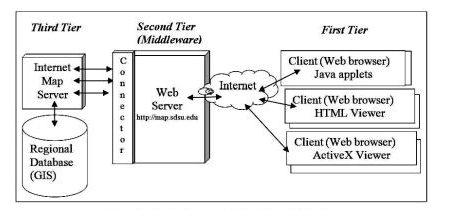 Third Tier
Second Tier
(Middleware)
First Tier
Internet
Map
Server
Regional
Database
(GIS)
Connector
Web
Server
http://map.sdsu.edu
Internet
Client (Web browser)
Java applets
Client (Web browser)
HTML Viewer
Client (Web browser)
ActiveX Viewer